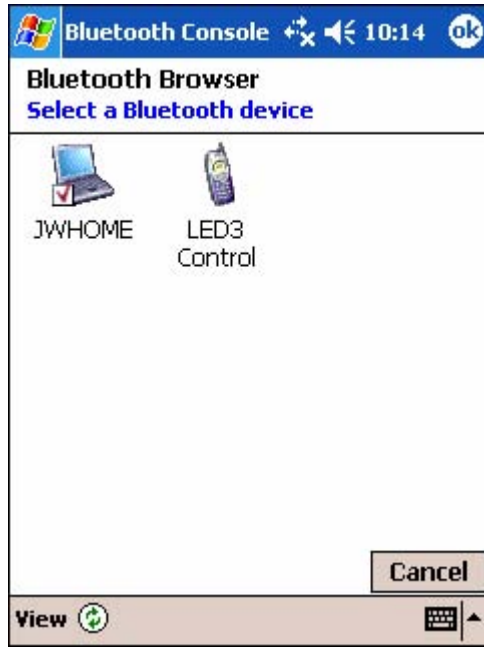 Bluetooth Console 10:14 ok
Bluetooth Browser
Select a Bluetooth device
JWHOME
LED3
Control
Cancel
View